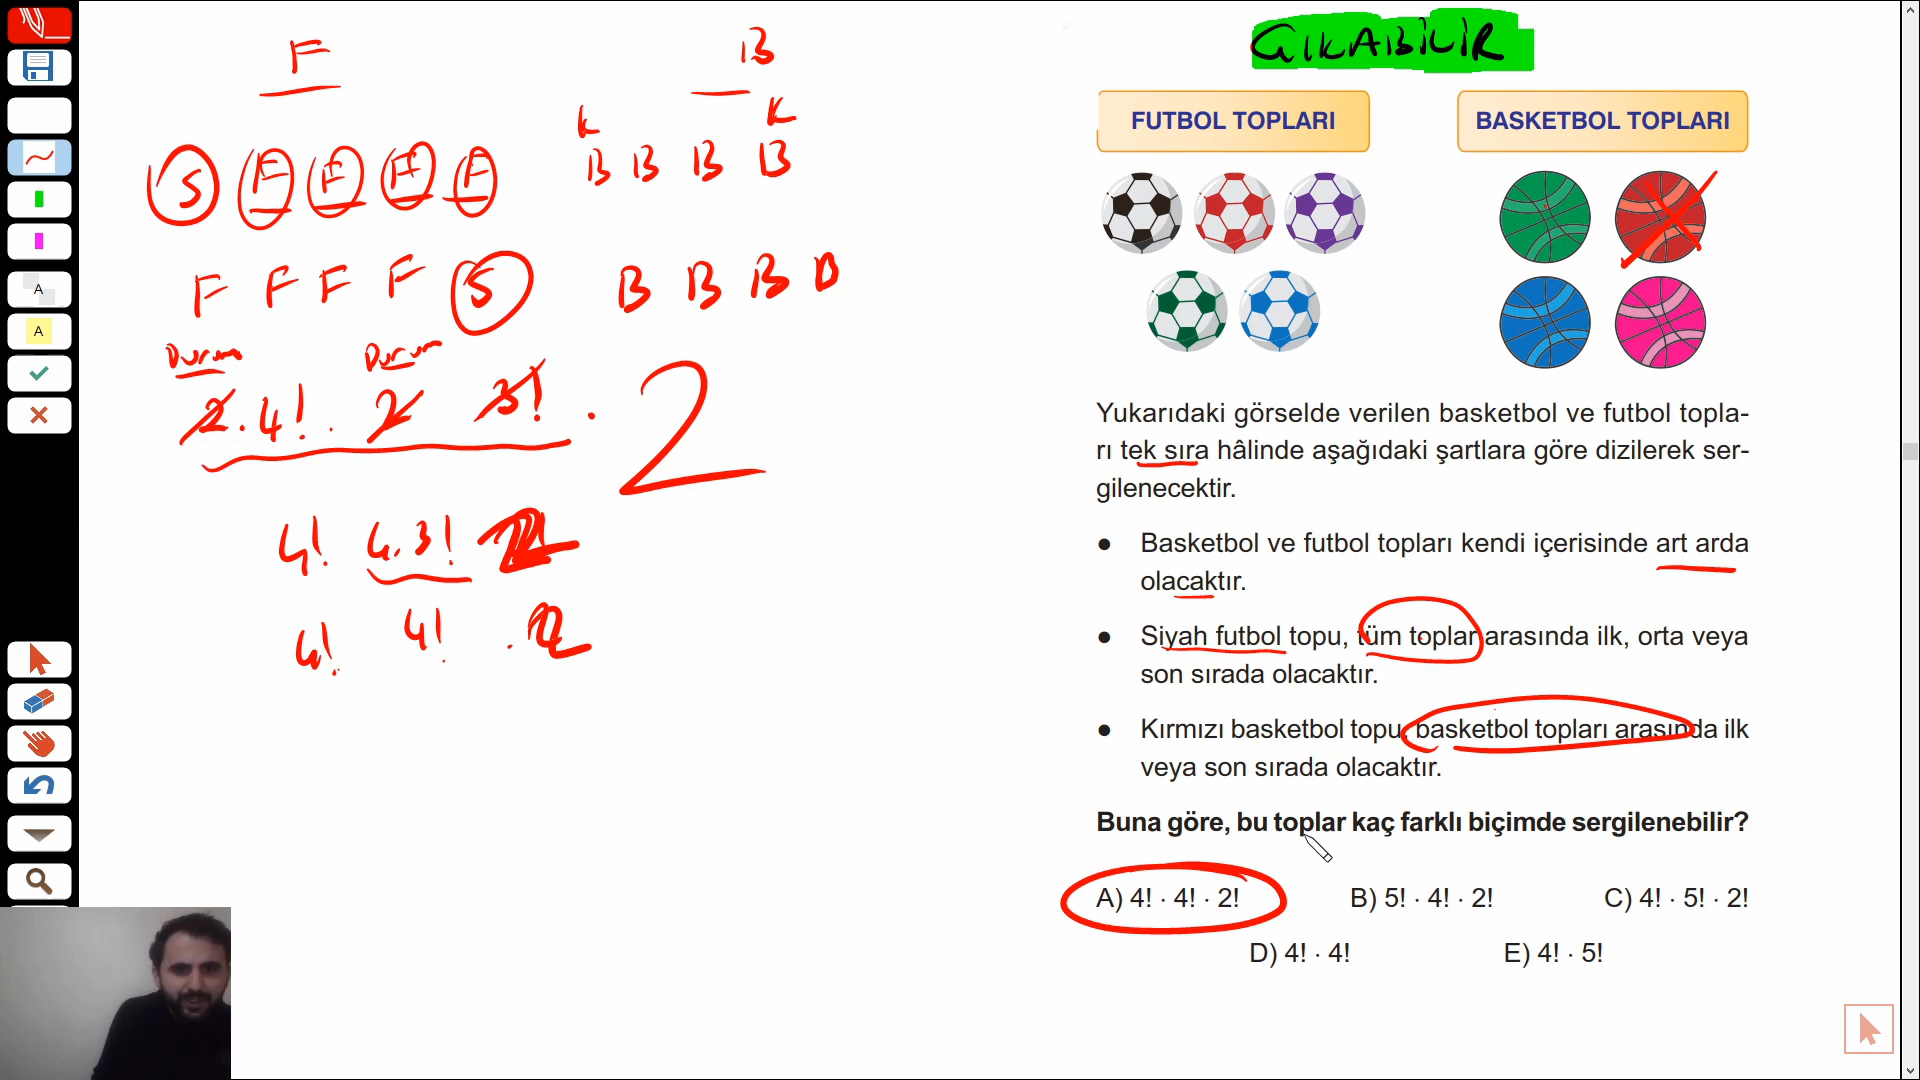 F B
K K
S F F F F B B B B
F F F F S B B B B
Durum Durum
2 . 4! . 2 3! . 2
4! 4.3!
4! 4! . 2
ÇIKABİLİR
FUTBOL TOPLARI BASKETBOL TOPLARI
Yukarıdaki görselde verilen basketbol ve futbol topla-
rı tek sıra hâlinde aşağıdaki şartlara göre dizilerek ser-
gilenecektir.
● Basketbol ve futbol topları kendi içerisinde art arda
olacaktır.
● Siyah futbol topu, tüm toplar arasında ilk, orta veya
son sırada olacaktır.
● Kırmızı basketbol topu, basketbol topları arasında ilk
veya son sırada olacaktır.
Buna göre, bu toplar kaç farklı biçimde sergilenebilir?
A) 4! · 4! · 2! B) 5! · 4! · 2! C) 4! · 5! · 2!
D) 4! · 4! E) 4! · 5!
A
A